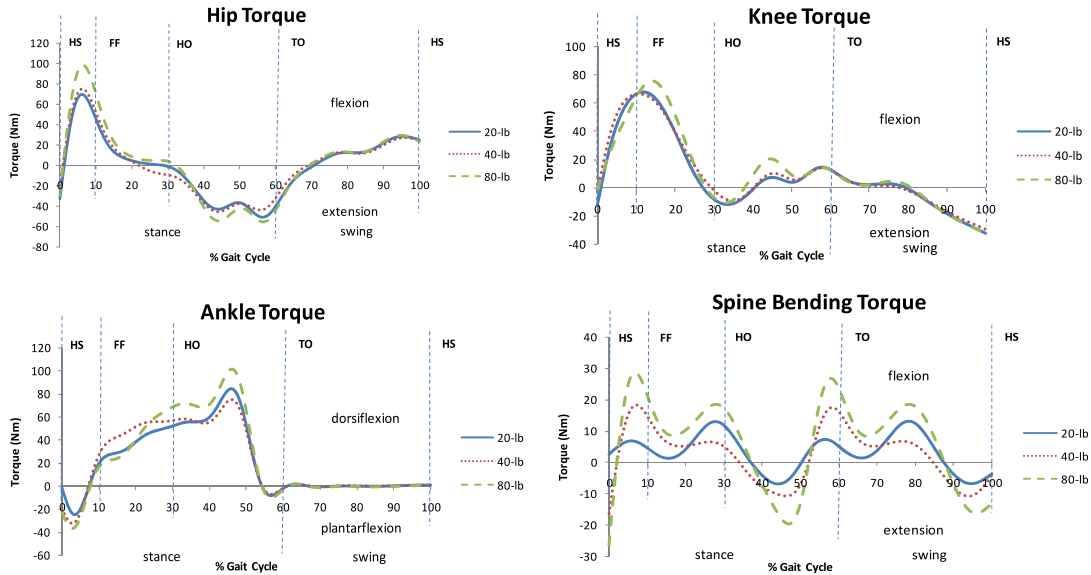 Hip Torque
HS FF HO TO HS
120
100
80
60
40
20
0
-20
-40
-60
-80
0 10 20 30 40 50 60 70 80 90 100
Torque (Nm)
flexion
extension
stance swing
% Gait Cycle
20-lb
40-lb
80-lb
Knee Torque
HS FF HO TO HS
100
80
60
40
20
0
-20
-40
0 10 20 30 40 50 60 70 80 90 100
Torque (Nm)
flexion
extension
stance swing
% Gait Cycle
20-lb
40-lb
80-lb
Ankle Torque
HS FF HO TO HS
120
100
80
60
40
20
0
-20
-40
-60
0 10 20 30 40 50 60 70 80 90 100
Torque (Nm)
dorsiflexion
plantarflexion
stance swing
% Gait Cycle
20-lb
40-lb
80-lb
Spine Bending Torque
HS FF HO TO HS
40
30
20
10
0
-10
-20
-30
0 10 20 30 40 50 60 70 80 90 100
Torque (Nm)
flexion
extension
stance swing
% Gait Cycle
20-lb
40-lb
80-lb